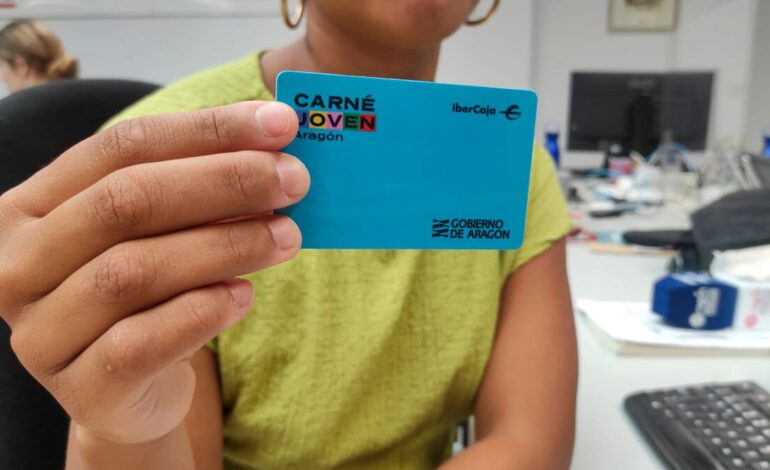 CARNÉ
JOVEN
Aragón
iberCaja
GOBIERNO
DE ARAGON